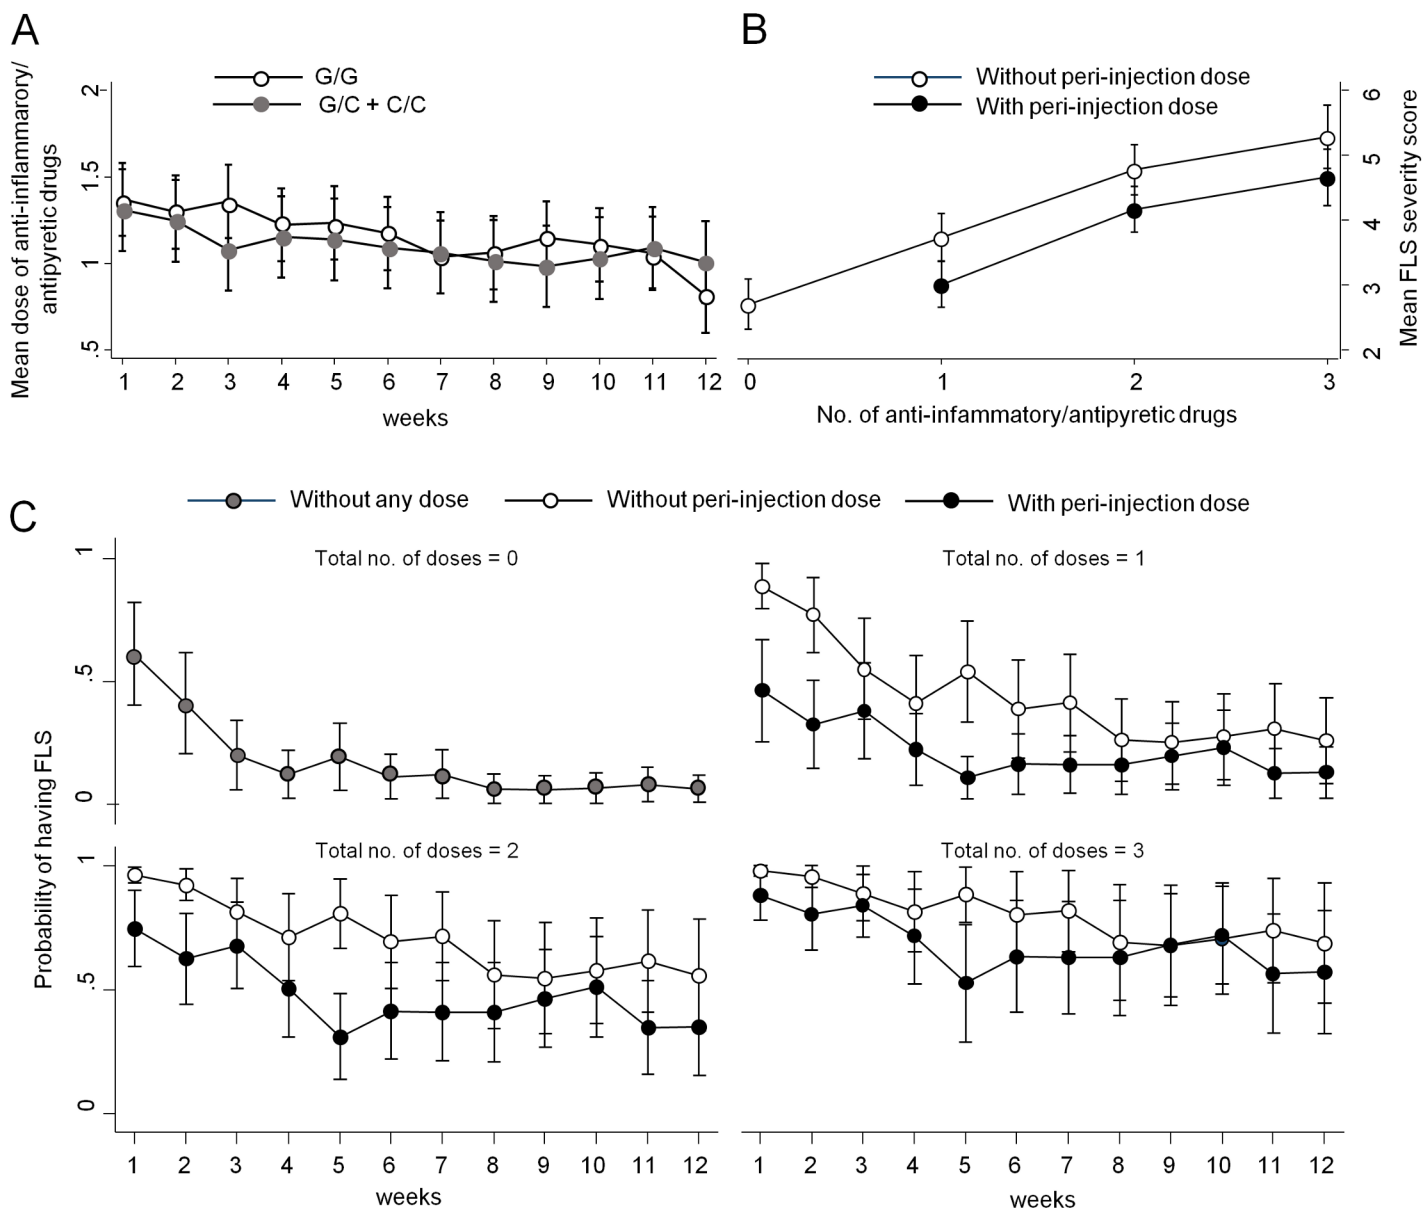 A
G/G
G/C + C/C
Mean dose of anti-inflammarory/
antipyretic drugs
2
1.5
1
.5
1 2 3 4 5 6 7 8 9 10 11 12
weeks
B
Without peri-injection dose
With peri-injection dose
6
5
4
3
2
Mean FLS severity score
0 1 2 3
No. of anti-infammatory/antipyretic drugs
C
Without any dose Without peri-injection dose With peri-injection dose
Probability of having FLS
Total no. of doses = 0
1
.5
0
Total no. of doses = 1
Total no. of doses = 2
1
.5
0
1 2 3 4 5 6 7 8 9 10 11 12
weeks
Total no. of doses = 3
1 2 3 4 5 6 7 8 9 10 11 12
weeks